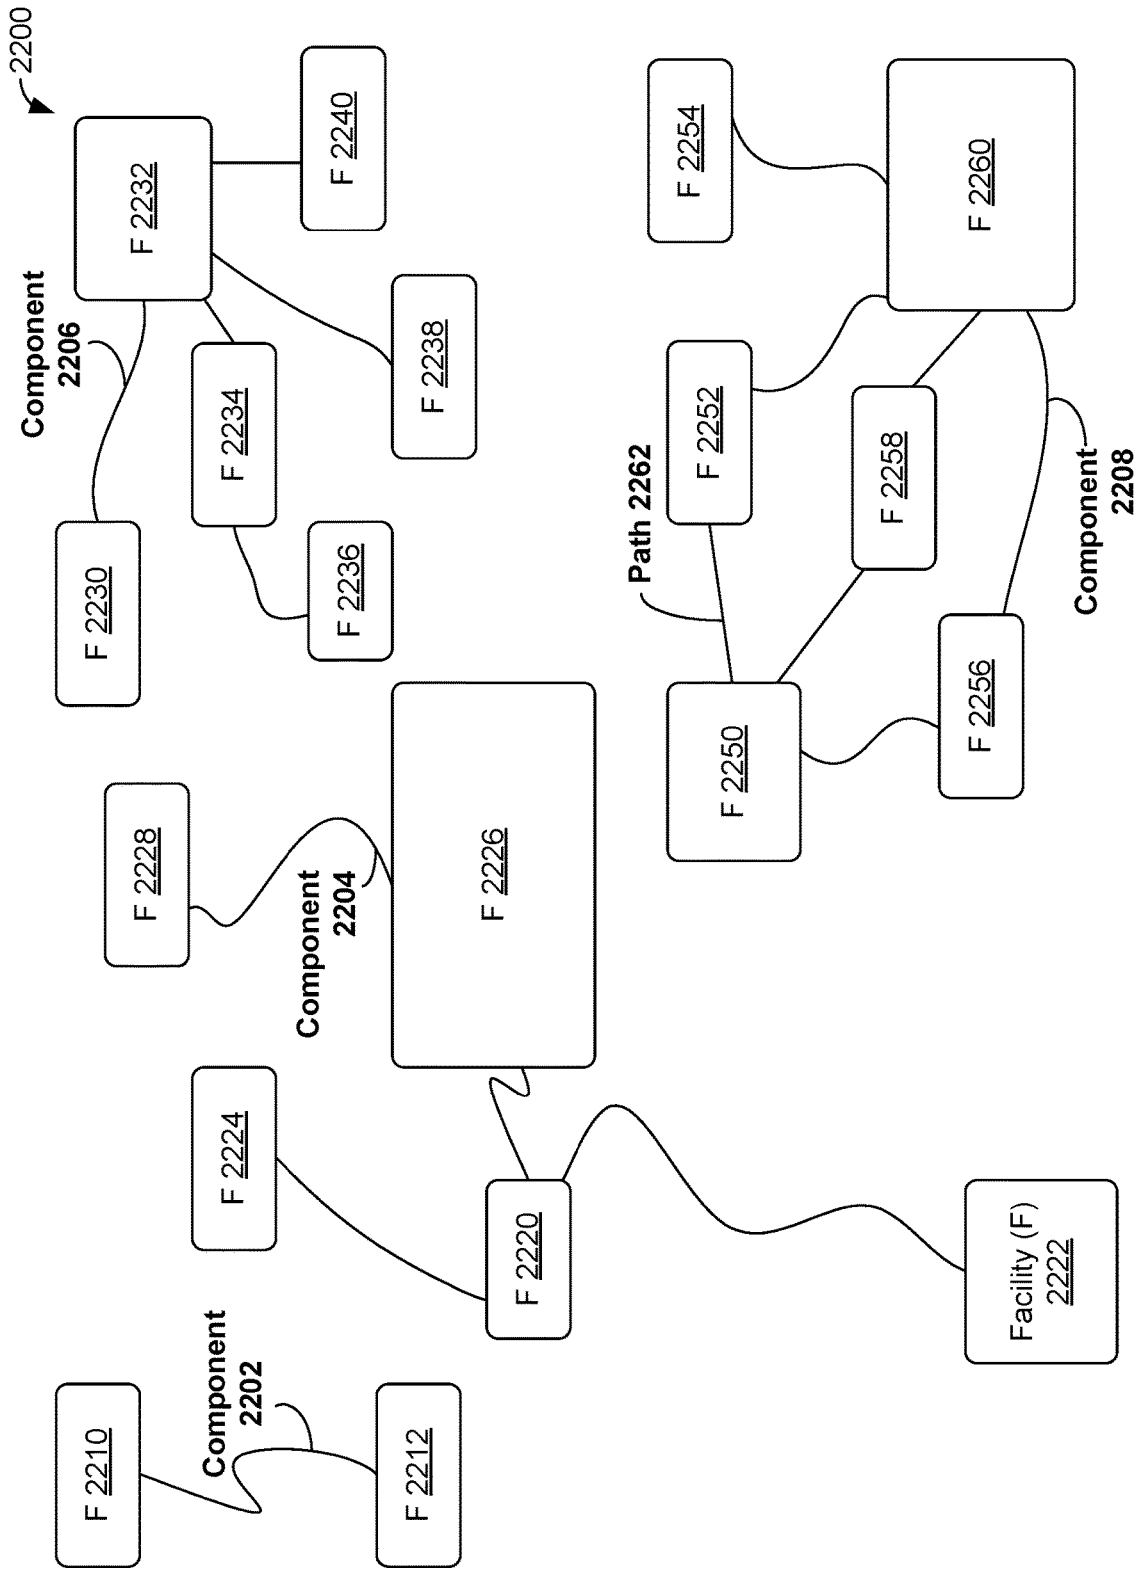 2200
F 2210
Component
2202
F 2212
F 2224
F 2220
Facility (F)
2222
F 2228
Component
2204
F 2226
F 2230
Component
2206
F 2232
F 2234
F 2236
F 2238
F 2240
F 2250
Path 2262
F 2252
F 2254
F 2256
F 2258
F 2260
Component
2208